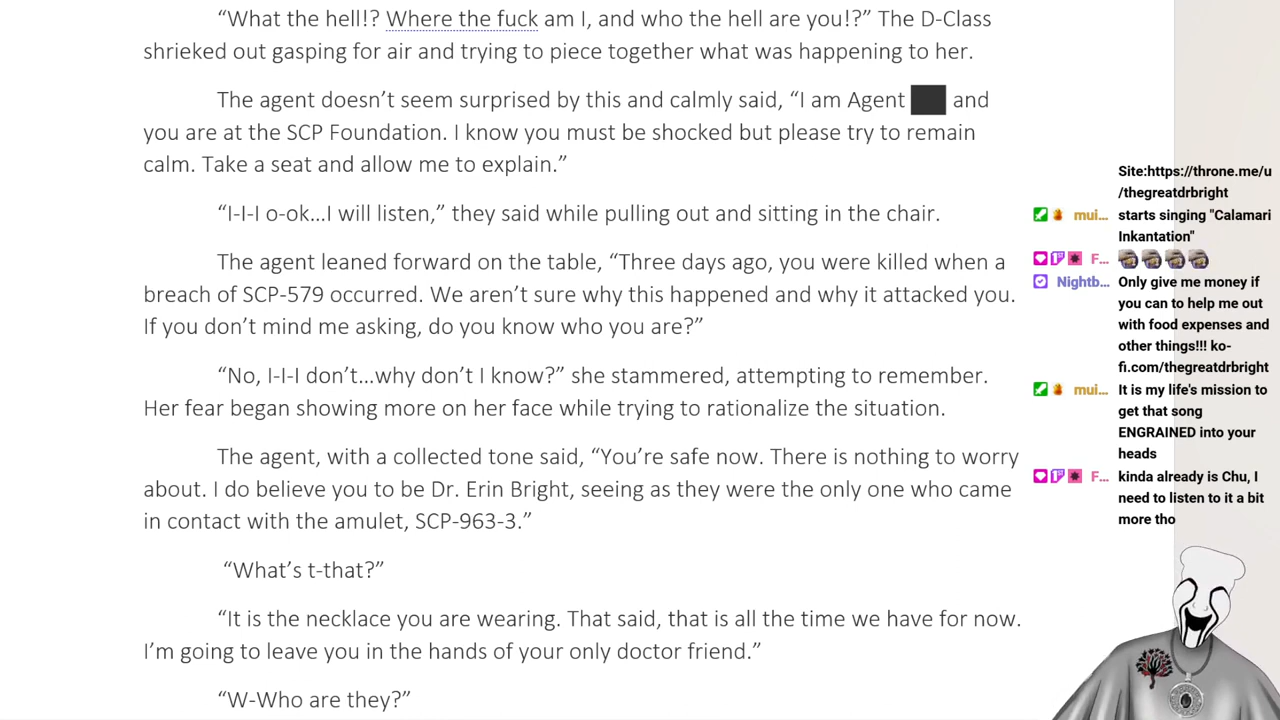 “What the hell!? Where the fuck am I, and who the hell are you!?” The D-Class
shrieked out gasping for air and trying to piece together what was happening to her.
The agent doesn’t seem surprised by this and calmly said, “I am Agent and
you are at the SCP Foundation. I know you must be shocked but please try to remain
calm. Take a seat and allow me to explain.”
“I-I-I o-ok...I will listen,” they said while pulling out and sitting in the chair.
The agent leaned forward on the table, “Three days ago, you were killed when a
breach of SCP-579 occurred. We aren’t sure why this happened and why it attacked you.
If you don’t mind me asking, do you know who you are?”
“No, I-I-I don’t...why don’t I know?” she stammered, attempting to remember.
Her fear began showing more on her face while trying to rationalize the situation.
The agent, with a collected tone said, “You’re safe now. There is nothing to worry
about. I do believe you to be Dr. Erin Bright, seeing as they were the only one who came
in contact with the amulet, SCP-963-3.”
“What’s t-that?”
“It is the necklace you are wearing. That said, that is all the time we have for now.
I’m going to leave you in the hands of your only doctor friend.”
“W-Who are they?”
Site:https://throne.me/u
/thegreatdrbright
mui... starts singing "Calamari
Inkantation"
F...
Nightb... Only give me money if
you can to help me out
with food expenses and
other things!!! ko-
fi.com/thegreatdrbright
mui... It is my life's mission to
get that song
ENGRAINED into your
heads
F... kinda already is Chu, I
need to listen to it a bit
more tho